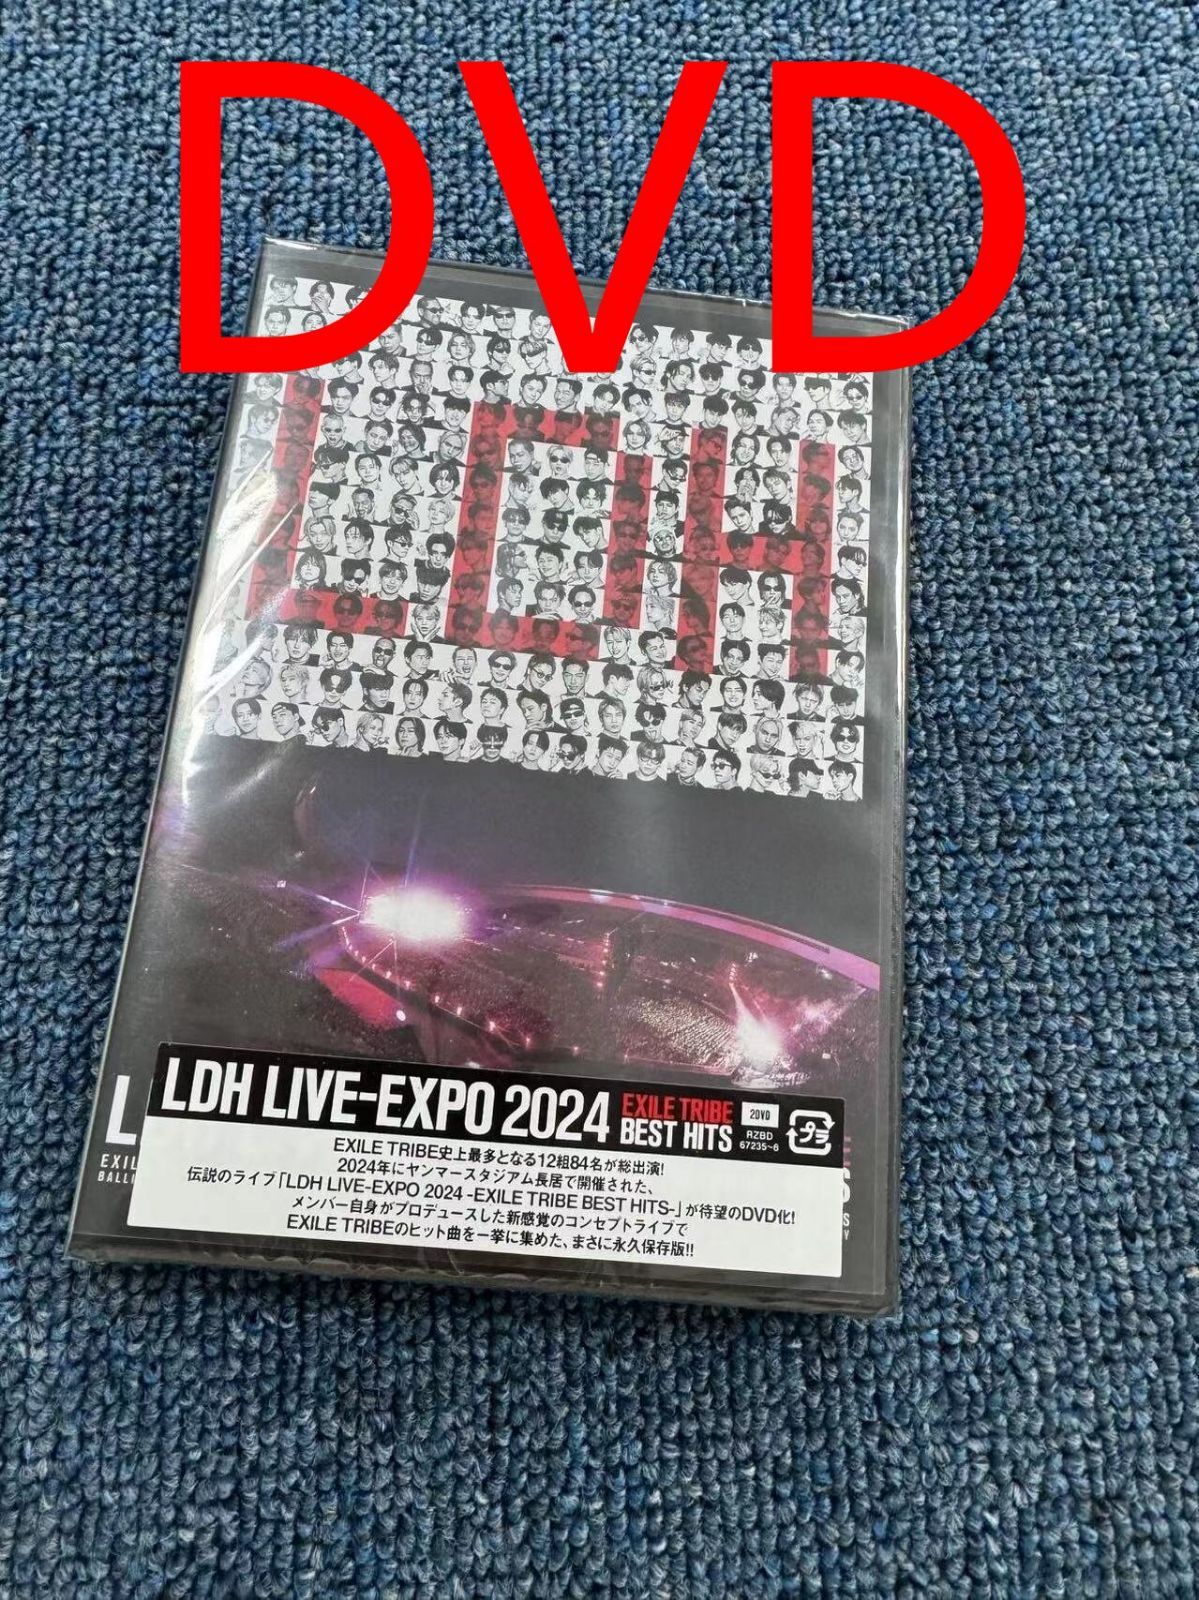 DVD
LDH
LDH LIVE-EXPO 2024
EXILE TRIBE
BEST HITS
2DVD
RZBD
67235~6
プラ
EXILE TRIBE史上最多となる12組84名が総出演!
2024年にヤンマースタジアム長居で開催された、
伝説のライブ「LDH LIVE-EXPO 2024 -EXILE TRIBE BEST HITS-」が待望のDVD化!
メンバー自身がプロデュースした新感覚のコンセプトライブで
EXILE TRIBEのヒット曲を一挙に集めた、まさに永久保存版!!
L
EXIL
BALLI